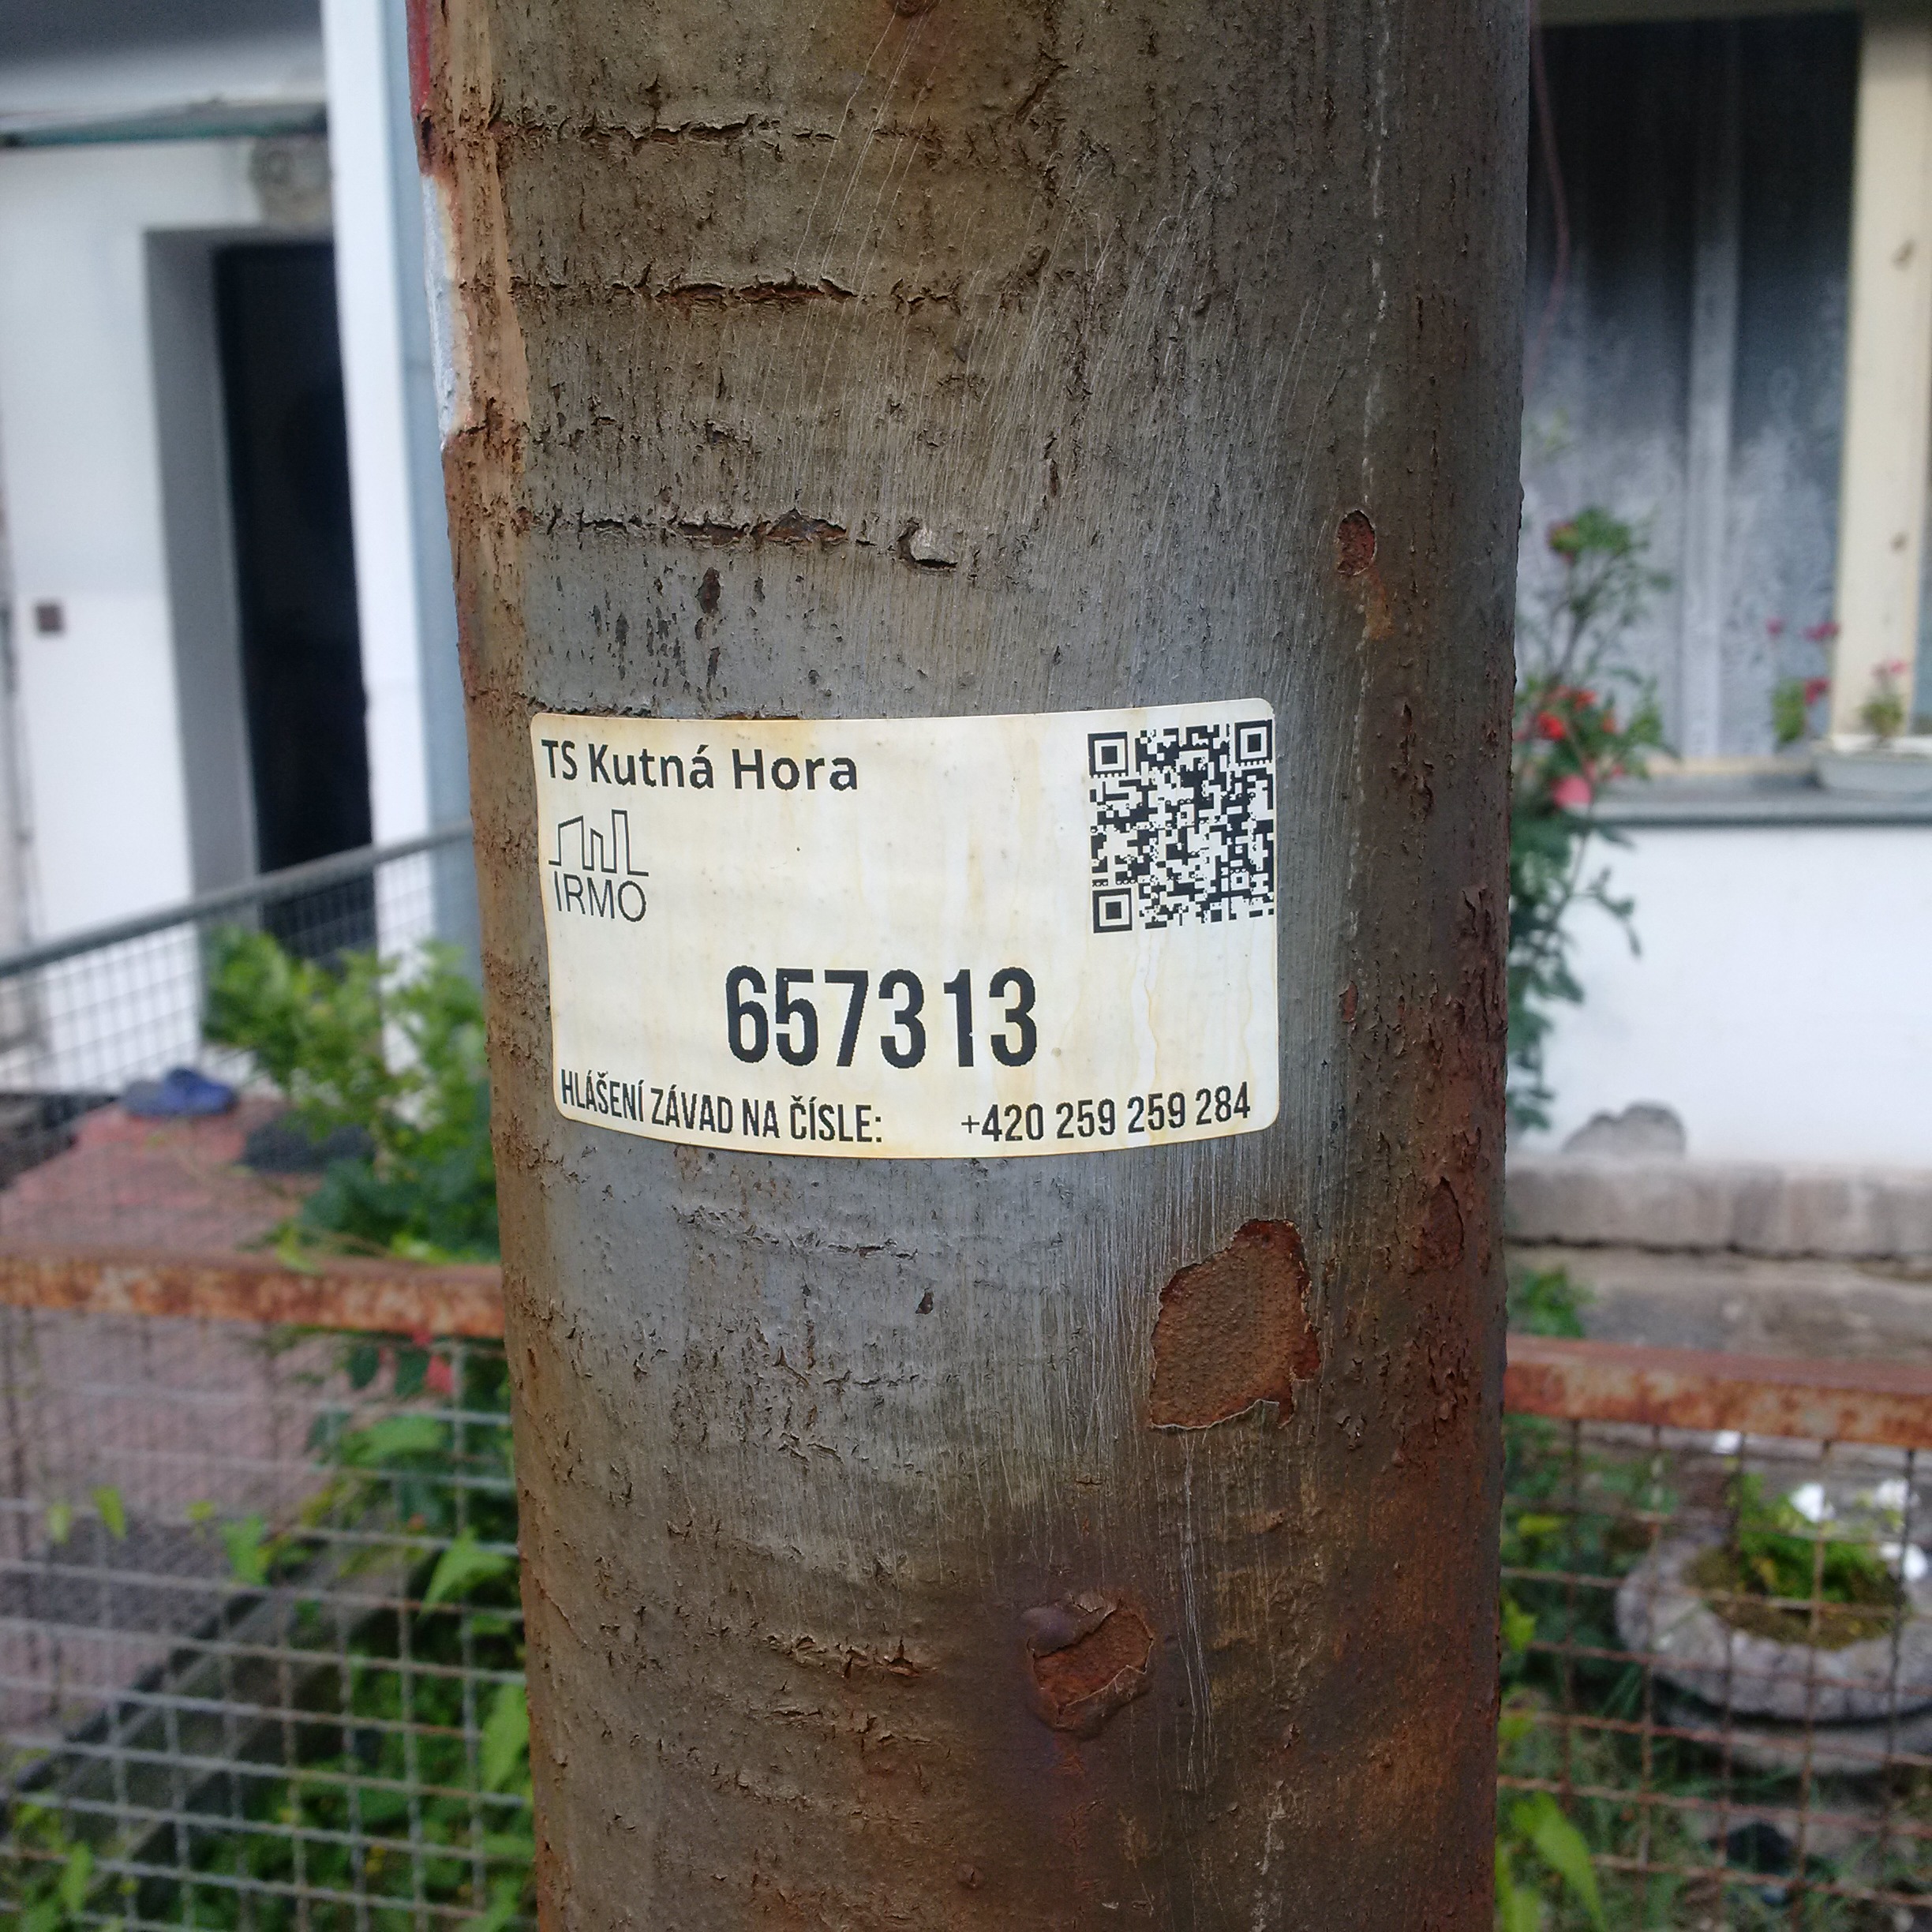 TS Kutná Hora
IRMO
657313
HLÁŠENÍ ZÁVAD NA ČÍSLE: +420 259 259 284